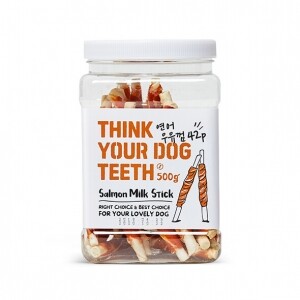 THINK
YOUR DOG
TEETH
연어
우유껌 42p
500g
Salmon Milk Stick
RIGHT CHOICE & BEST CHOICE
FOR YOUR LOVELY DOG